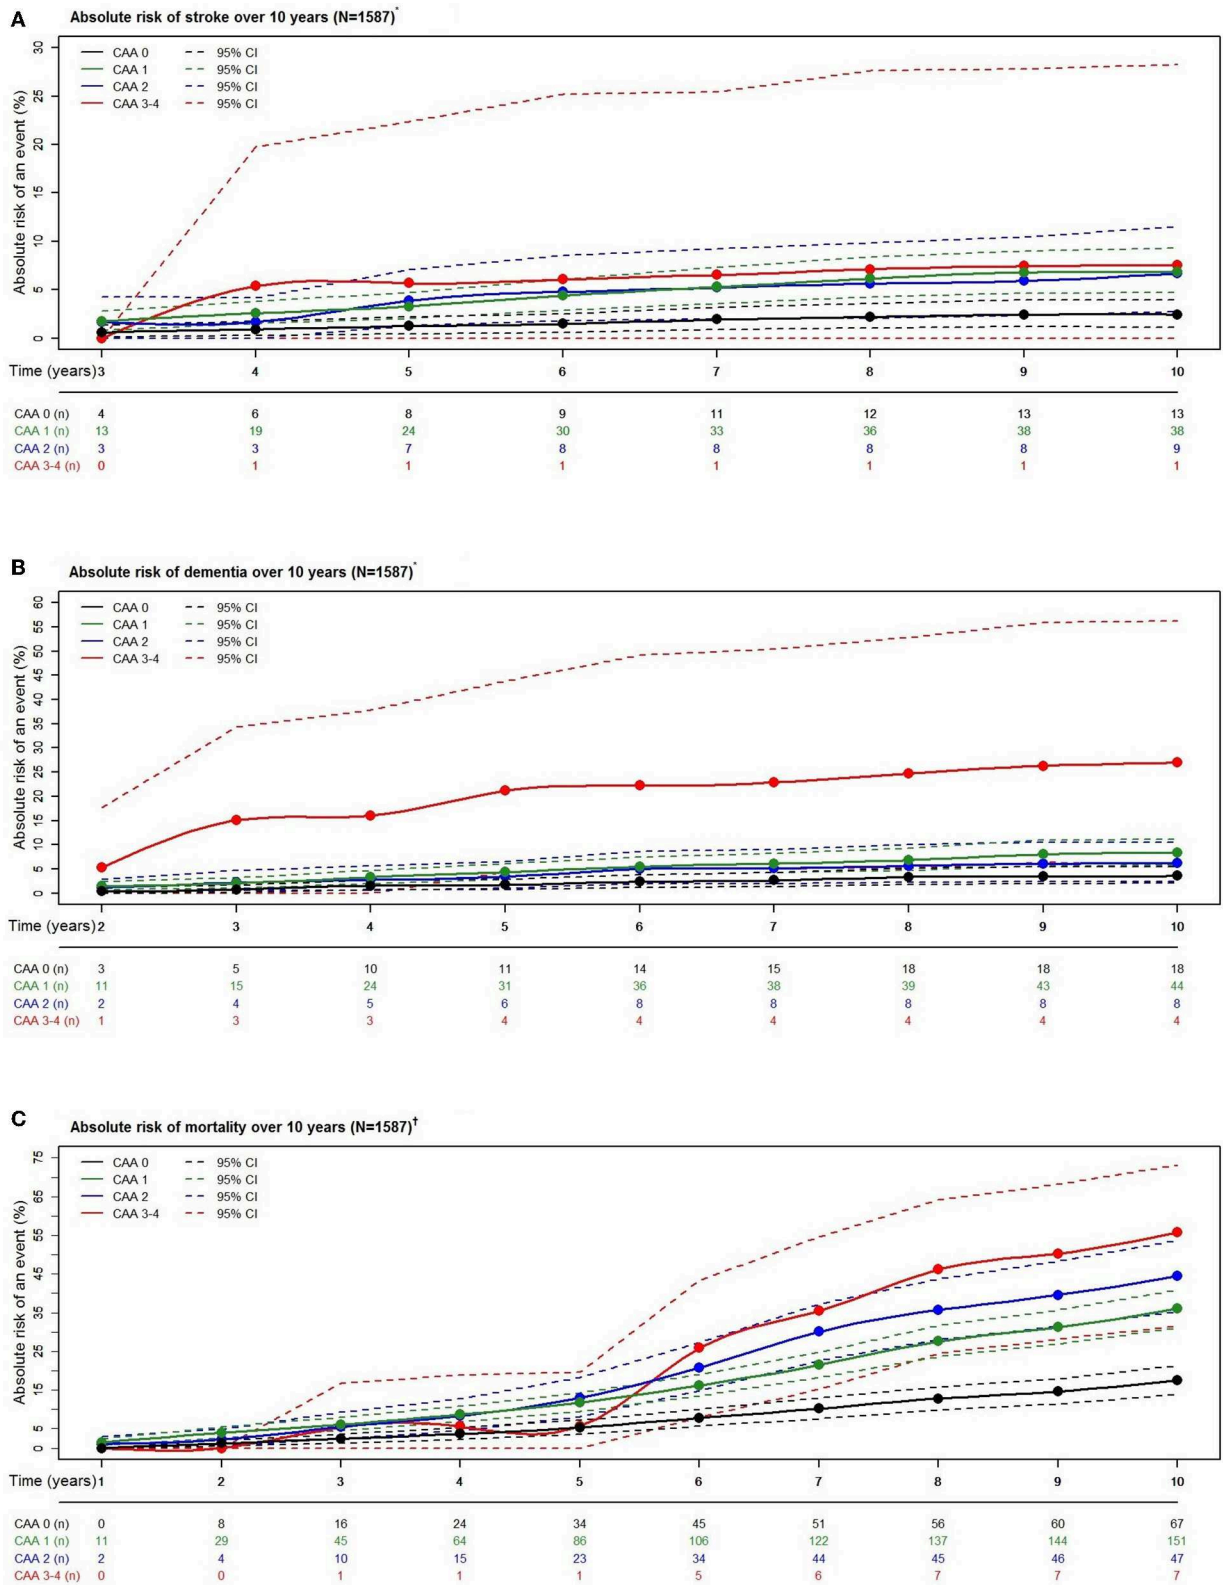 A
Absolute risk of stroke over 10 years (N=1587)*
Absolute risk of an event (%)
30
25
20
15
10
5
0
CAA 0 95% CI
CAA 1 95% CI
CAA 2 95% CI
CAA 3-4 95% CI
Time (years) 3 4 5 6 7 8 9 10
CAA 0 (n) 4 6 8 9 11 12 13 13
CAA 1 (n) 13 19 24 30 33 36 38 38
CAA 2 (n) 3 3 7 8 8 8 8 9
CAA 3-4 (n) 0 1 1 1 1 1 1 1
B
Absolute risk of dementia over 10 years (N=1587)*
Absolute risk of an event (%)
60
55
50
45
40
35
30
25
20
15
10
5
0
CAA 0 95% CI
CAA 1 95% CI
CAA 2 95% CI
CAA 3-4 95% CI
Time (years) 2 3 4 5 6 7 8 9 10
CAA 0 (n) 3 5 10 11 14 15 18 18 18
CAA 1 (n) 11 15 24 31 36 38 39 43 44
CAA 2 (n) 2 4 5 6 8 8 8 8 8
CAA 3-4 (n) 1 3 3 4 4 4 4 4 4
C
Absolute risk of mortality over 10 years (N=1587)†
Absolute risk of an event (%)
75
65
55
45
35
25
15
5
0
CAA 0 95% CI
CAA 1 95% CI
CAA 2 95% CI
CAA 3-4 95% CI
Time (years) 1 2 3 4 5 6 7 8 9 10
CAA 0 (n) 0 8 16 24 34 45 51 56 60 67
CAA 1 (n) 11 29 45 64 86 106 122 137 144 151
CAA 2 (n) 2 4 10 15 23 34 44 45 46 47
CAA 3-4 (n) 0 0 1 1 1 5 6 7 7 7